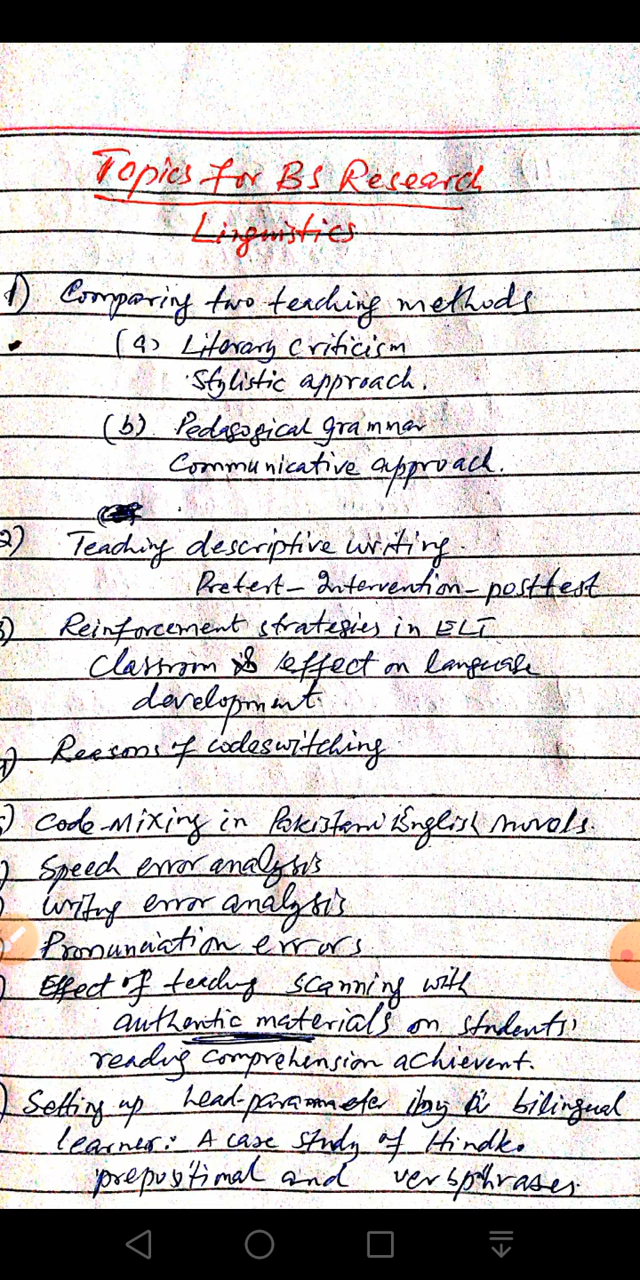 Topics for BS Research
Linguistics
1) Comparing two teaching methods
(a) Literary Criticism
Stylistic approach.
(b). Pedagogical grammar
Communicative approach.
2) Teaching descriptive writing.
Pretest - Intervention - posttest
3) Reinforcement strategies in ELT
Classroom & effect on language
development.
4) Reasons of codeswitching
5) Code-Mixing in Pakistani English novels.
) Speech error analysis
) Writing error analysis
Pronunciation errors
) Effect of teaching scanning with
authentic materials on students'
reading comprehension achievent.
) Setting up head-parameter by bilingual
learner: A case study of Hindko
prepositional and verb phrases.